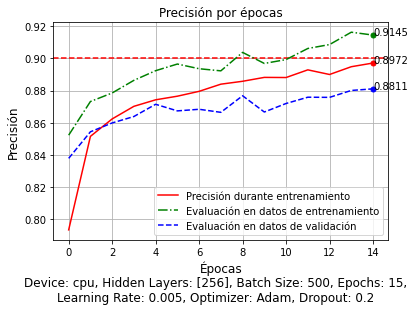 Precisión por épocas
Precisión
0.92
0.90
0.88
0.86
0.84
0.82
0.80
0.9145
0.8972
0.8811
Precisión durante entrenamiento
Evaluación en datos de entrenamiento
Evaluación en datos de validación
0 2 4 6 8 10 12 14
Épocas
Device: cpu, Hidden Layers: [256], Batch Size: 500, Epochs: 15,
Learning Rate: 0.005, Optimizer: Adam, Dropout: 0.2